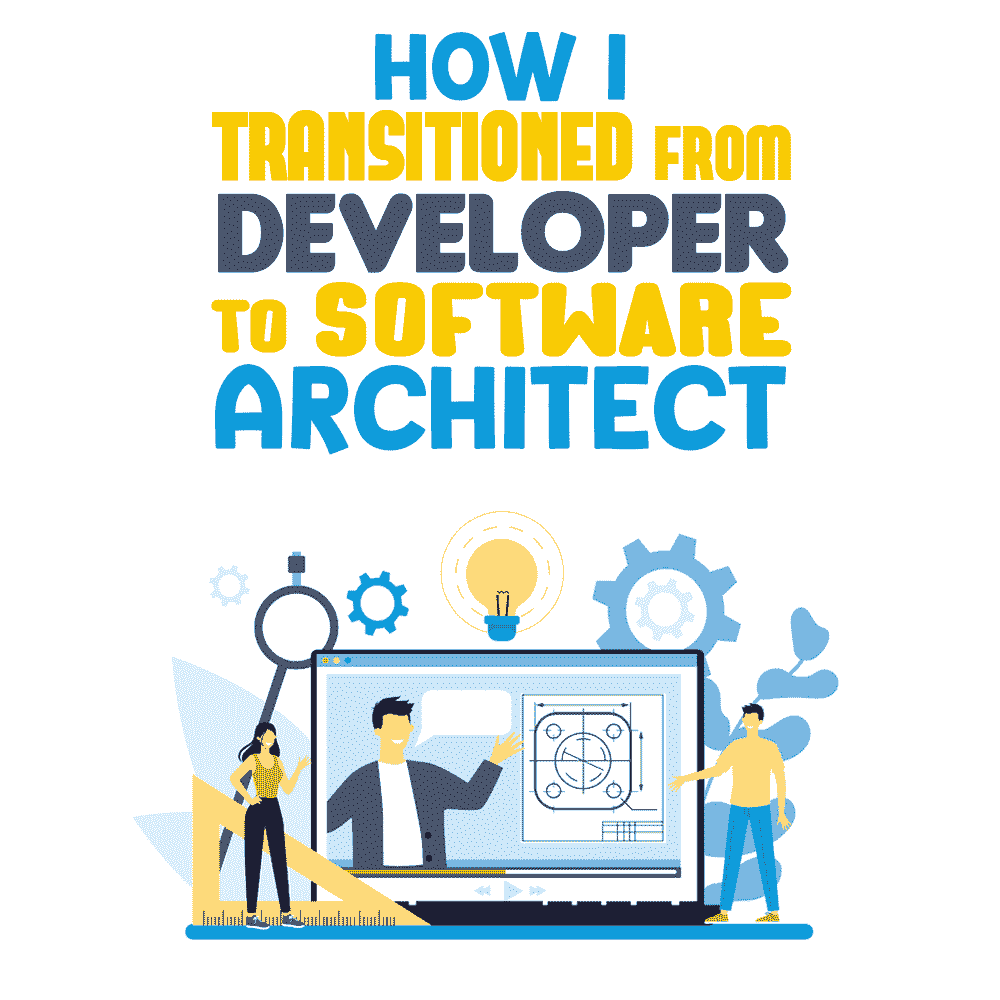 HOW I
TRANSITIONED FROM
DEVELOPER
TO SOFTWARE
ARCHITECT